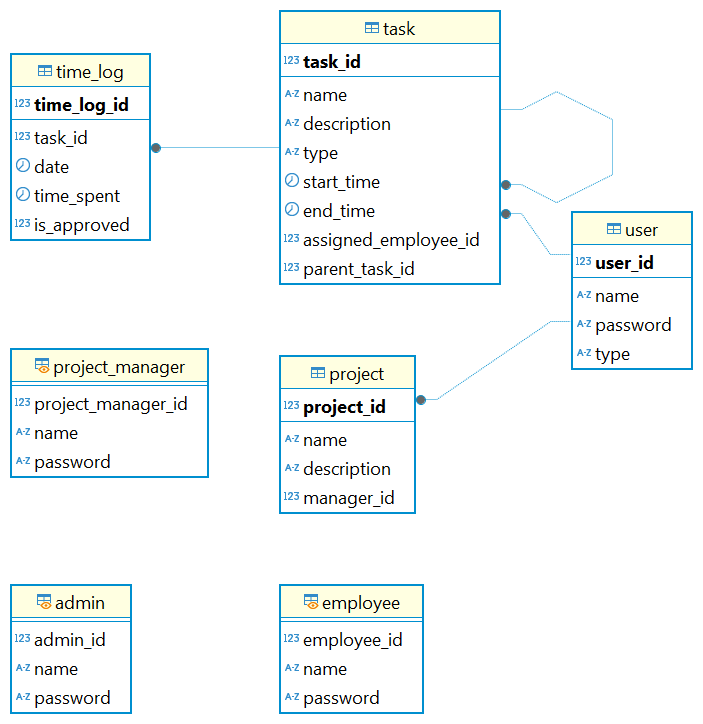 task
123 task_id
A-Z name
A-Z description
A-Z type
start_time
end_time
123 assigned_employee_id
123 parent_task_id
time_log
123 time_log_id
123 task_id
date
time_spent
123 is_approved
user
123 user_id
A-Z name
A-Z password
A-Z type
project_manager
123 project_manager_id
A-Z name
A-Z password
project
123 project_id
A-Z name
A-Z description
123 manager_id
admin
123 admin_id
A-Z name
A-Z password
employee
123 employee_id
A-Z name
A-Z password